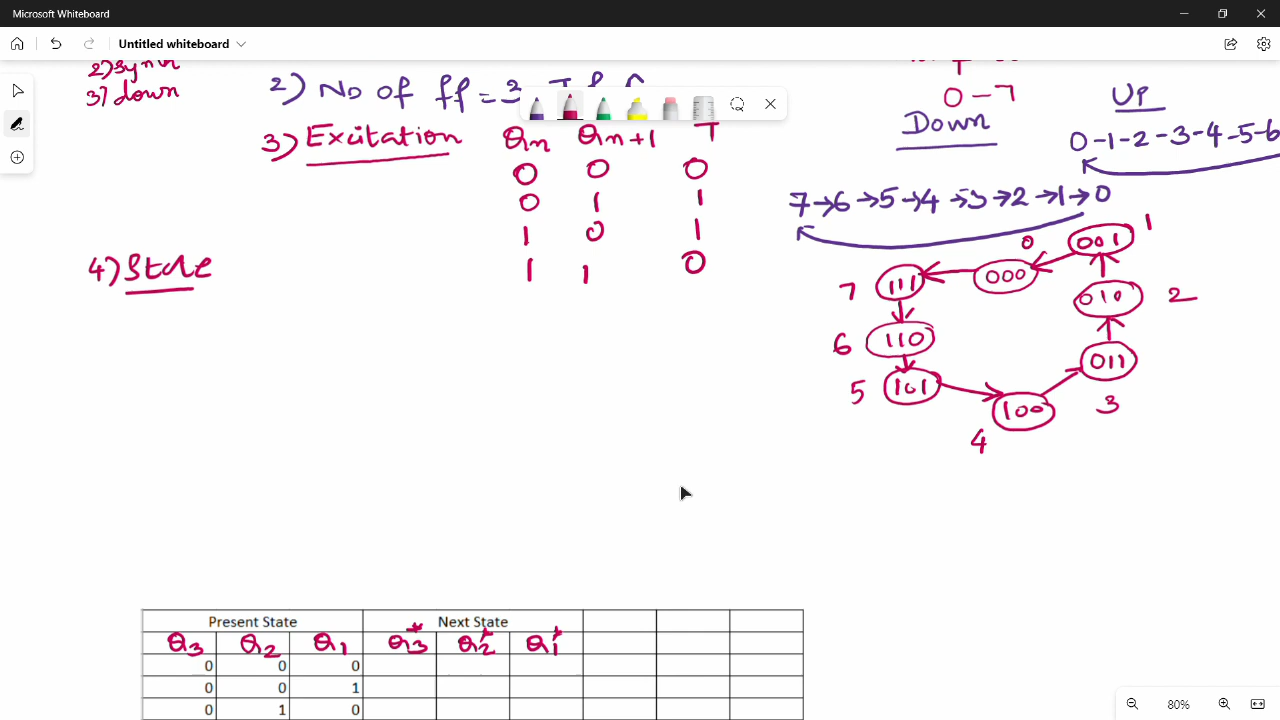 Microsoft Whiteboard
Untitled whiteboard
3) down
2) No of ff = 3
0 - 7
UP
Down
0 -1-2-3-4-5-6
3) Excitation Qn Qn+1 T
0 0 0
0 1 1
1 0 1
1 1 0
7→6→5→4→3→2→1→0
4) State
001 1
000 0
111 7
010 2
110 6
011 3
101 5
100 4
Present State Next State
Q3 Q2 Q1 Q3* Q2* Q1*
0 0 0
0 0 1
0 1 0
80%